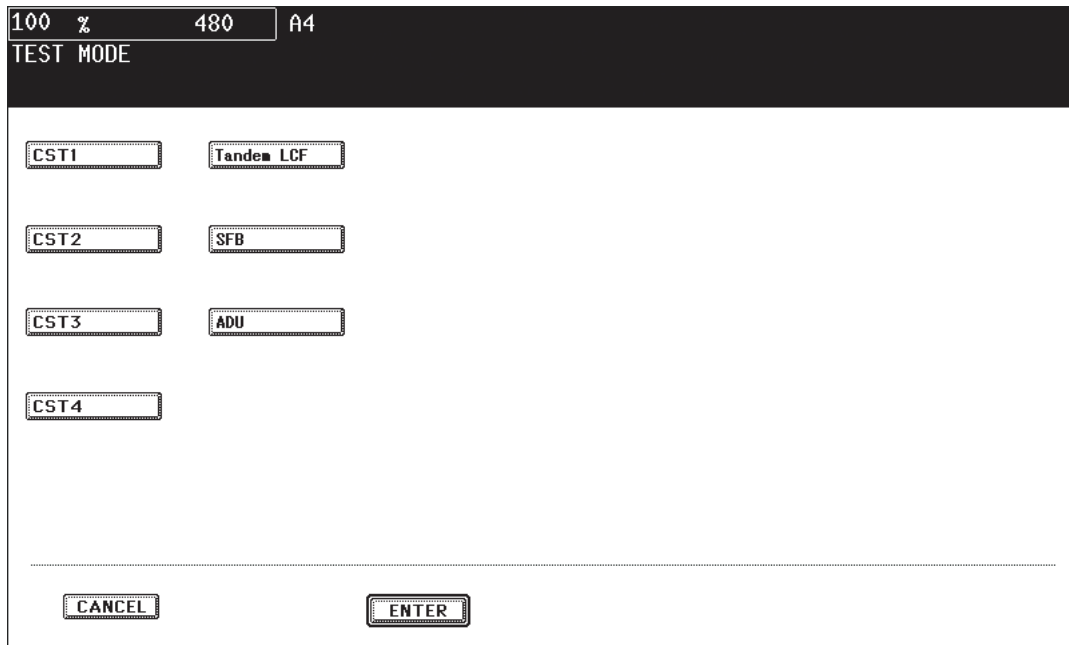 100 % 480 A4
TEST MODE
CST1 Tandem LCF
CST2 SFB
CST3 ADU
CST4
CANCEL ENTER